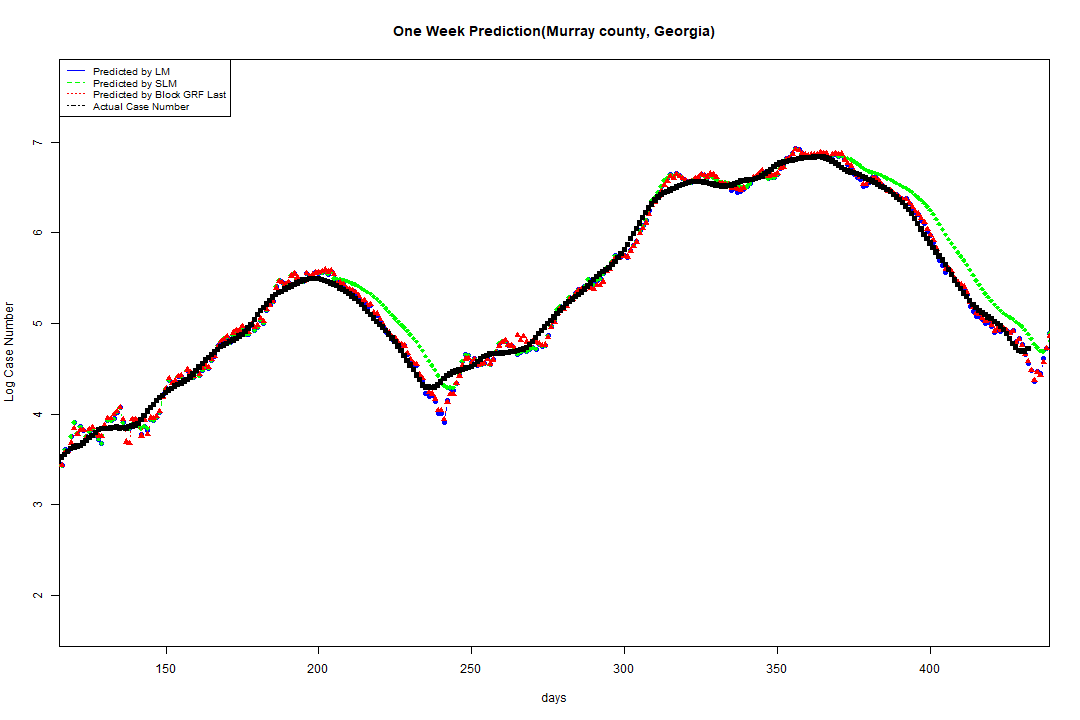 One Week Prediction(Murray county, Georgia)
Predicted by LM
Predicted by SLM
Predicted by Block GRF Last
Actual Case Number
7
6
5
4
3
2
Log Case Number
150 200 250 300 350 400
days